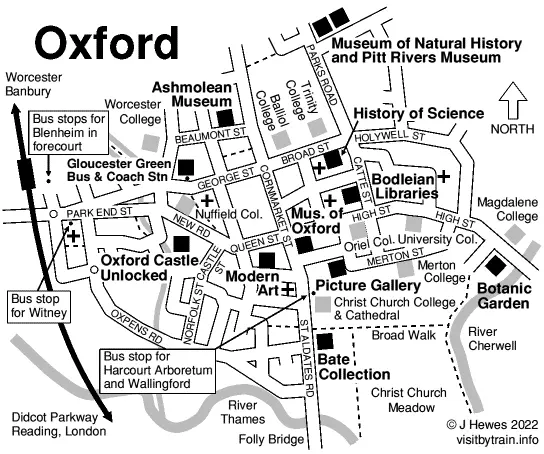 Oxford
Worcester
Banbury
Bus stops for
Blenheim in
forecourt
Worcester
College
Ashmolean
Museum
BEAUMONT ST
Balliol
College
Trinity
College
PARKS ROAD
Museum of Natural History
and Pitt Rivers Museum
History of Science
HOLYWELL ST
NORTH
Gloucester Green
Bus & Coach Stn
GEORGE ST
BROAD ST
CORNMARKET ST
CATTE ST
Bodleian
Libraries
Magdalene
College
PARK END ST
NEW RD
Nuffield Col.
Mus. of
Oxford
HIGH ST
HIGH ST
Oriel Col.
University Col.
QUEEN ST
Oxford Castle
Unlocked
CASTLE ST
NORFOLK ST
Modern
Art
MERTON ST
Merton
College
Botanic
Garden
Picture Gallery
Christ Church College
& Cathedral
Bus stop
for Witney
OXPENS RD
Bus stop for
Harcourt Arboretum
and Wallingford
ST ALDATES RD
Broad Walk
River
Cherwell
Bate
Collection
Christ Church
Meadow
Didcot Parkway
Reading, London
River
Thames
Folly Bridge
© J Hewes 2022
visitbytrain.info